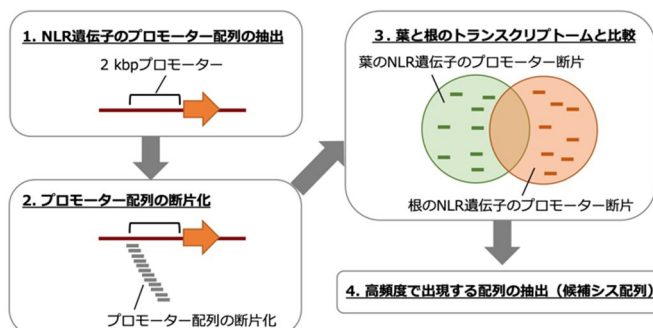 1. NLR遺伝子のプロモーター配列の抽出
2 kbpプロモーター
2. プロモーター配列の断片化
プロモーター配列の断片化
3. 葉と根のトランスクリプトームと比較
葉のNLR遺伝子のプロモーター断片
根のNLR遺伝子のプロモーター断片
4. 高頻度で出現する配列の抽出（候補シス配列）